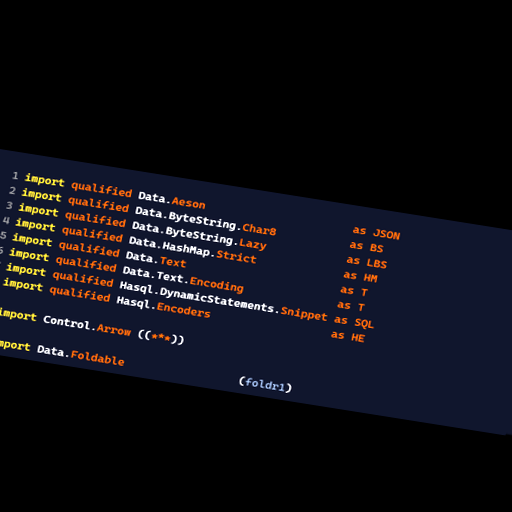 1 import qualified Data.Aeson as JSON
2 import qualified Data.ByteString.Char8 as BS
3 import qualified Data.ByteString.Lazy as LBS
4 import qualified Data.HashMap.Strict as HM
5 import qualified Data.Text as T
6 import qualified Data.Text.Encoding as T
import qualified Hasql.DynamicStatements.Snippet as SQL
import qualified Hasql.Encoders as HE
import Control.Arrow ((***))
import Data.Foldable (foldr1)